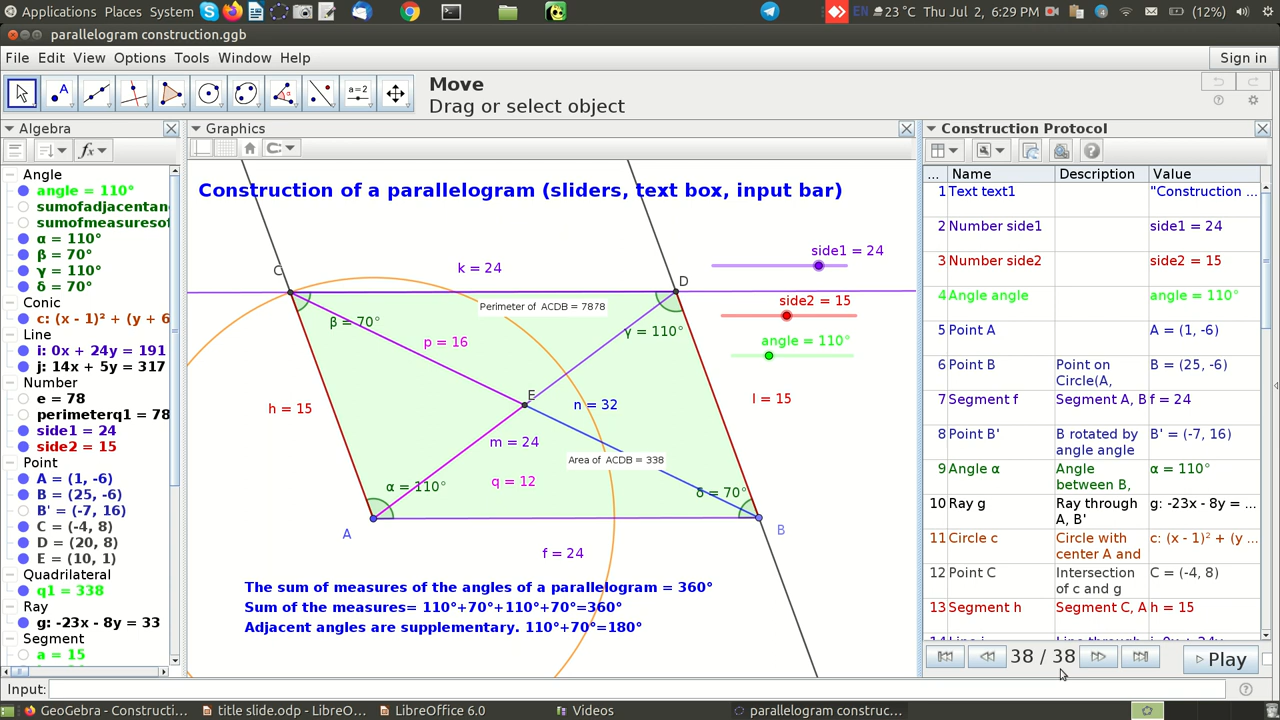 Applications Places System EN 23 °C Thu Jul 2, 6:29 PM (12%)
parallelogram construction.ggb
File Edit View Options Tools Window Help Sign in
Move
Drag or select object
Algebra
Angle
angle = 110°
sumofadjacentan
sumofmeasuresof
α = 110°
β = 70°
γ = 110°
δ = 70°
Conic
c: (x - 1)² + (y + 6
Line
i: 0x + 24y = 191
j: 14x + 5y = 317
Number
e = 78
perimeterq1 = 78
side1 = 24
side2 = 15
Point
A = (1, -6)
B = (25, -6)
B' = (-7, 16)
C = (-4, 8)
D = (20, 8)
E = (10, 1)
Quadrilateral
q1 = 338
Ray
g: -23x - 8y = 33
Segment
a = 15
Graphics
Construction of a parallelogram (sliders, text box, input bar)
side1 = 24
C
k = 24
D
side2 = 15
Perimeter of ACDB = 7878
β = 70°
γ = 110°
angle = 110°
p = 16
E
l = 15
h = 15
n = 32
m = 24
Area of ACDB = 338
q = 12
α = 110°
δ = 70°
A
B
f = 24
The sum of measures of the angles of a parallelogram = 360°
Sum of the measures= 110°+70°+110°+70°=360°
Adjacent angles are supplementary. 110°+70°=180°
Construction Protocol
... Name Description Value
1 Text text1 "Construction ...
2 Number side1 side1 = 24
3 Number side2 side2 = 15
4 Angle angle angle = 110°
5 Point A A = (1, -6)
6 Point B Point on B = (25, -6)
Circle(A,
7 Segment f Segment A, B f = 24
8 Point B' B rotated by B' = (-7, 16)
angle angle
9 Angle α Angle α = 110°
between B,
10 Ray g Ray through g: -23x - 8y = ...
A, B'
11 Circle c Circle with c: (x - 1)² + (y ...
center A and
12 Point C Intersection C = (-4, 8)
of c and g
13 Segment h Segment C, A h = 15
38 / 38 Play
Input:
GeoGebra - Constructi... title slide.odp - LibreO... LibreOffice 6.0 Videos parallelogram construc...